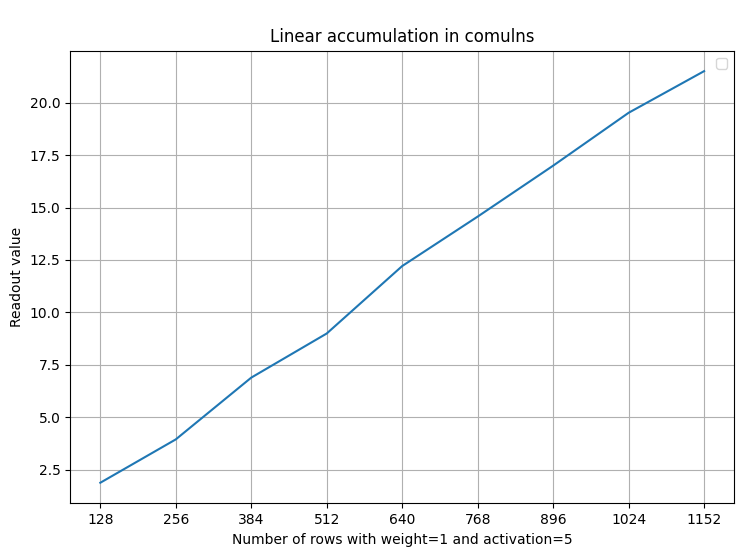 Linear accumulation in comulns
20.0
17.5
15.0
12.5
10.0
7.5
5.0
2.5
Readout value
128 256 384 512 640 768 896 1024 1152
Number of rows with weight=1 and activation=5